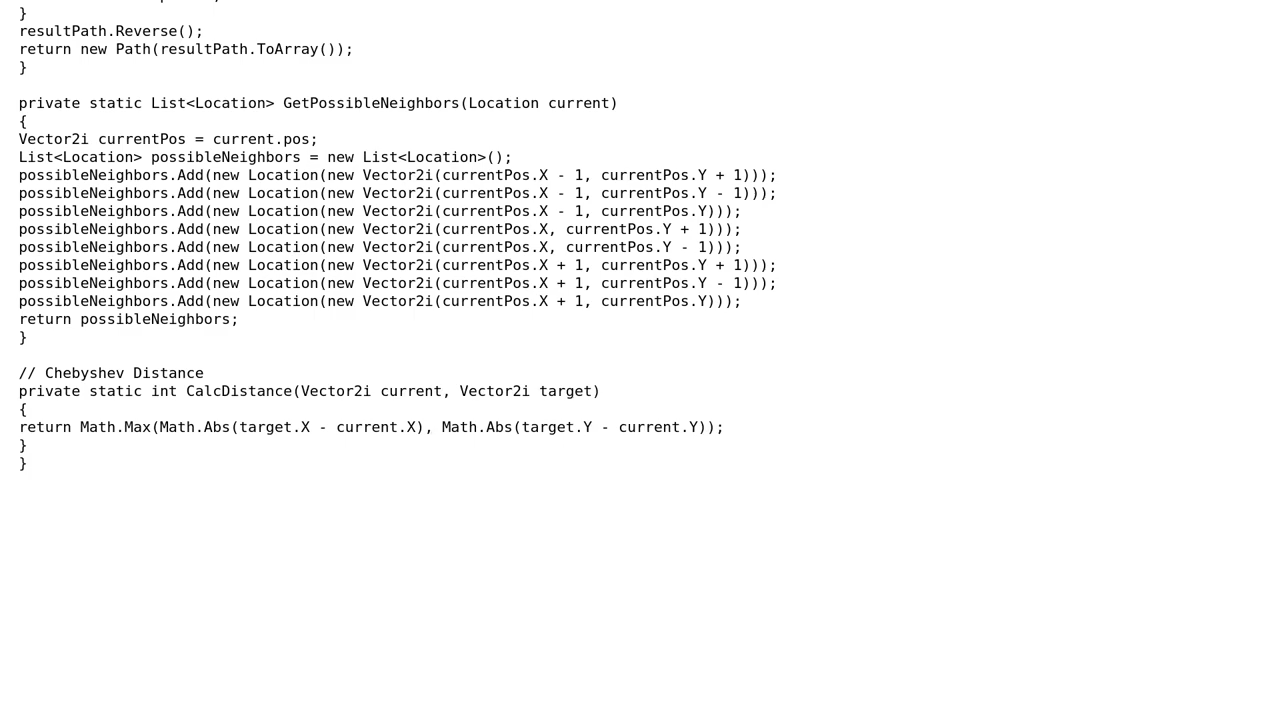 }
resultPath.Reverse();
return new Path(resultPath.ToArray());
}
private static List<Location> GetPossibleNeighbors(Location current)
{
Vector2i currentPos = current.pos;
List<Location> possibleNeighbors = new List<Location>();
possibleNeighbors.Add(new Location(new Vector2i(currentPos.X - 1, currentPos.Y + 1)));
possibleNeighbors.Add(new Location(new Vector2i(currentPos.X - 1, currentPos.Y - 1)));
possibleNeighbors.Add(new Location(new Vector2i(currentPos.X - 1, currentPos.Y)));
possibleNeighbors.Add(new Location(new Vector2i(currentPos.X, currentPos.Y + 1)));
possibleNeighbors.Add(new Location(new Vector2i(currentPos.X, currentPos.Y - 1)));
possibleNeighbors.Add(new Location(new Vector2i(currentPos.X + 1, currentPos.Y + 1)));
possibleNeighbors.Add(new Location(new Vector2i(currentPos.X + 1, currentPos.Y - 1)));
possibleNeighbors.Add(new Location(new Vector2i(currentPos.X + 1, currentPos.Y)));
return possibleNeighbors;
}
// Chebyshev Distance
private static int CalcDistance(Vector2i current, Vector2i target)
{
return Math.Max(Math.Abs(target.X - current.X), Math.Abs(target.Y - current.Y));
}
}